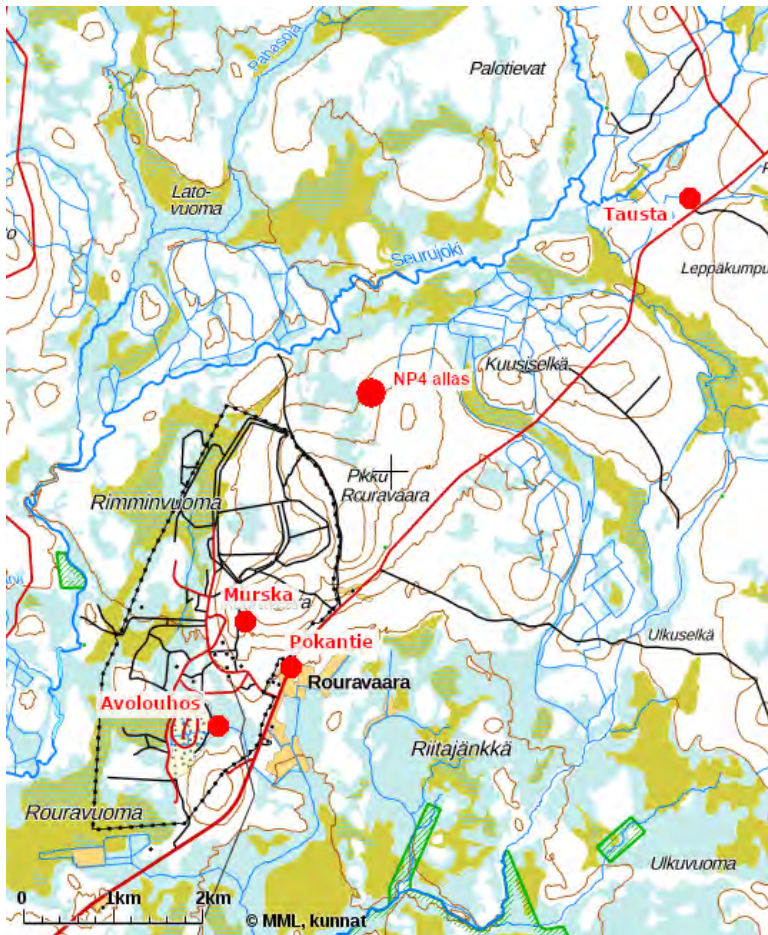 Pahasoja
Palotievat
Lato-
vuoma
Tausta
Seurujoki
Leppäkumpu
Kuusiselkä
NP4 allas
Pikku
Rouravaara
Rimminvuoma
Murska
Pokantie
Ulkuselkä
Rouravaara
Avolouhos
Riitajänkkä
Rouravuoma
Ulkuvuoma
0 1km 2km
© MML, kunnat